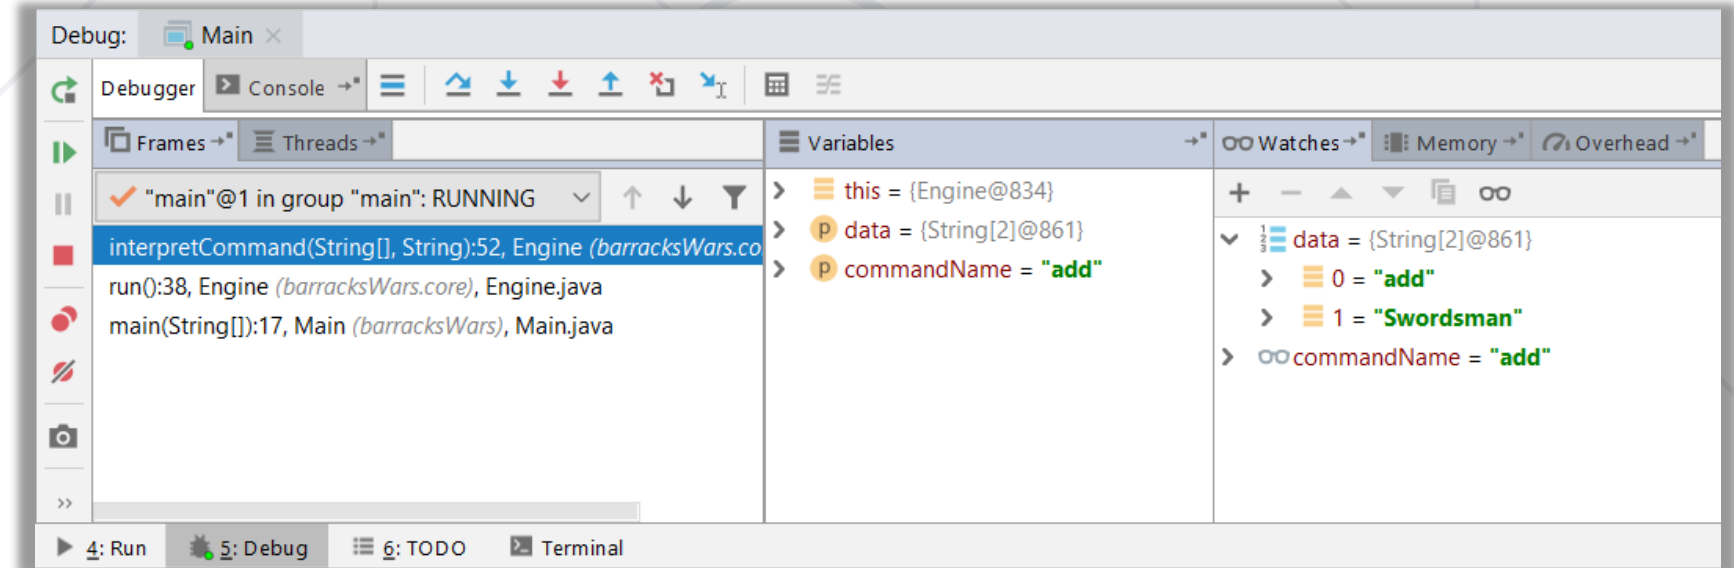 Debug: Main
Debugger Console
Frames Threads
"main"@1 in group "main": RUNNING
interpretCommand(String[], String):52, Engine (barracksWars.co
run():38, Engine (barracksWars.core), Engine.java
main(String[]):17, Main (barracksWars), Main.java
Variables
this = {Engine@834}
p data = {String[2]@861}
p commandName = "add"
Watches Memory Overhead
data = {String[2]@861}
0 = "add"
1 = "Swordsman"
commandName = "add"
4: Run 5: Debug 6: TODO Terminal